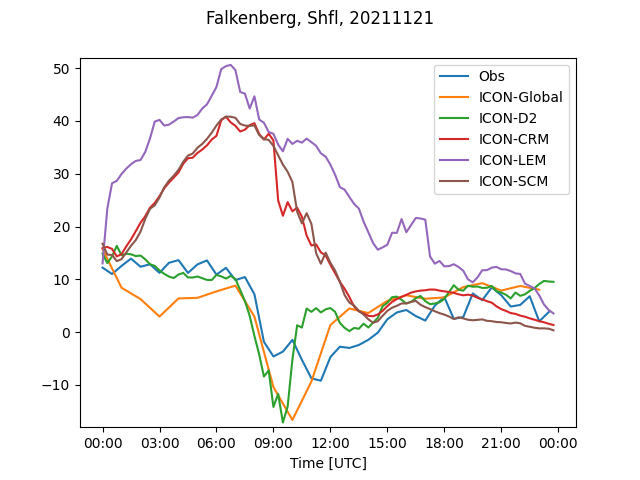 Falkenberg, Shfl, 20211121
50
40
30
20
10
0
−10
Obs
ICON-Global
ICON-D2
ICON-CRM
ICON-LEM
ICON-SCM
00:00 03:00 06:00 09:00 12:00 15:00 18:00 21:00 00:00
Time [UTC]